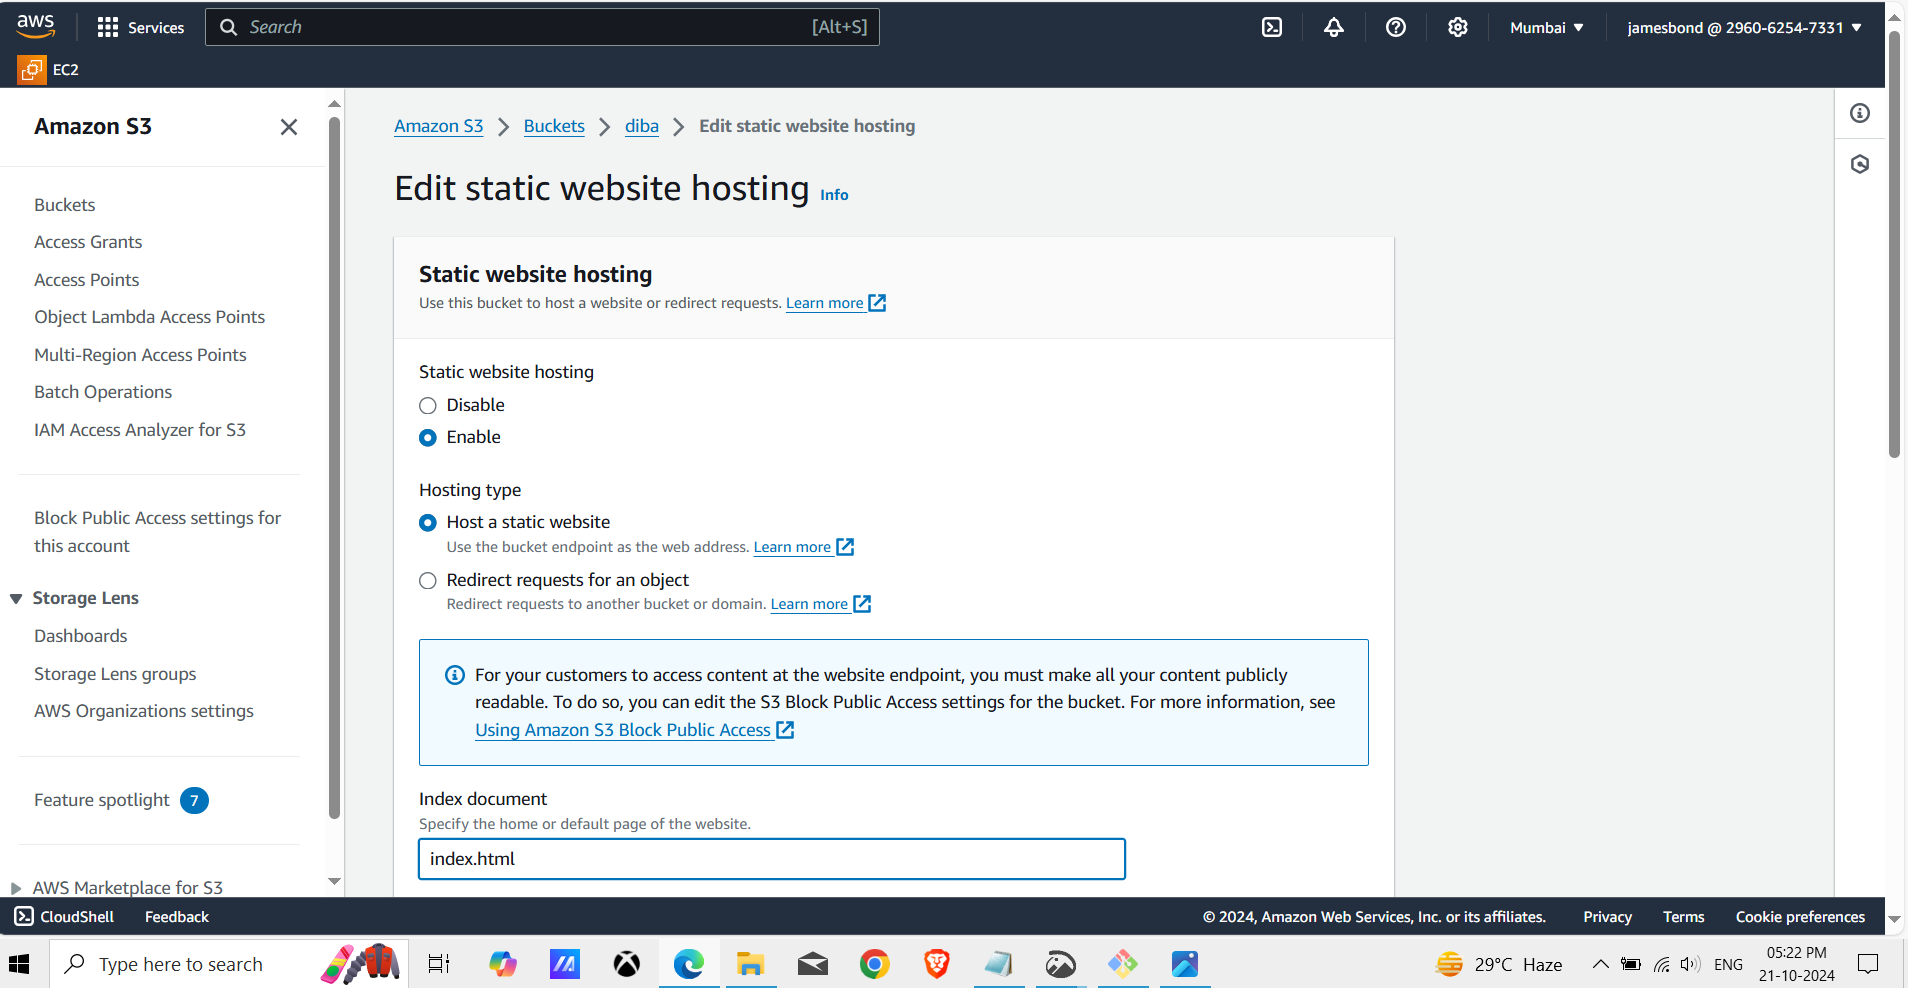 aws
Services
Search
[Alt+S]
Mumbai
jamesbond @ 2960-6254-7331
EC2
Amazon S3
Buckets
Access Grants
Access Points
Object Lambda Access Points
Multi-Region Access Points
Batch Operations
IAM Access Analyzer for S3
Block Public Access settings for
this account
Storage Lens
Dashboards
Storage Lens groups
AWS Organizations settings
Feature spotlight 7
AWS Marketplace for S3
Amazon S3 > Buckets > diba > Edit static website hosting
Edit static website hosting Info
Static website hosting
Use this bucket to host a website or redirect requests. Learn more
Static website hosting
Disable
Enable
Hosting type
Host a static website
Use the bucket endpoint as the web address. Learn more
Redirect requests for an object
Redirect requests to another bucket or domain. Learn more
For your customers to access content at the website endpoint, you must make all your content publicly
readable. To do so, you can edit the S3 Block Public Access settings for the bucket. For more information, see
Using Amazon S3 Block Public Access
Index document
Specify the home or default page of the website.
index.html
CloudShell
Feedback
© 2024, Amazon Web Services, Inc. or its affiliates.
Privacy
Terms
Cookie preferences
Type here to search
29°C Haze
ENG
05:22 PM
21-10-2024